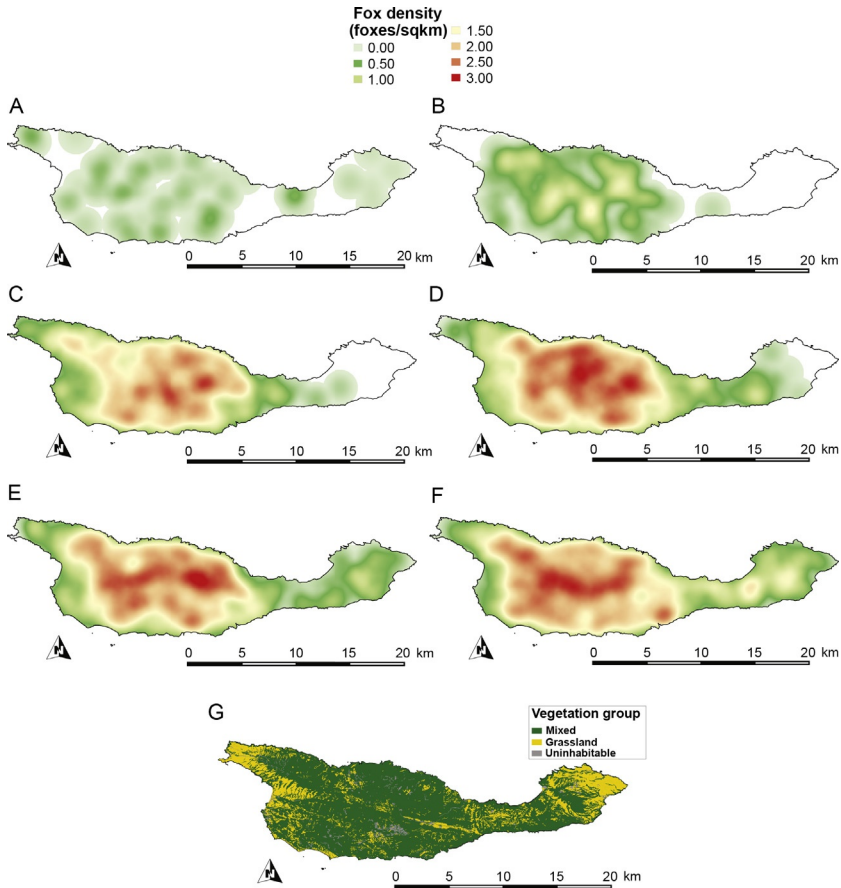 Fox density
(foxes/sqkm)
0.00
0.50
1.00
1.50
2.00
2.50
3.00
A
N
0 5 10 15 20 km
B
N
0 5 10 15 20 km
C
N
0 5 10 15 20 km
D
N
0 5 10 15 20 km
E
N
0 5 10 15 20 km
F
N
0 5 10 15 20 km
G
Vegetation group
Mixed
Grassland
Uninhabitable
N
0 5 10 15 20 km